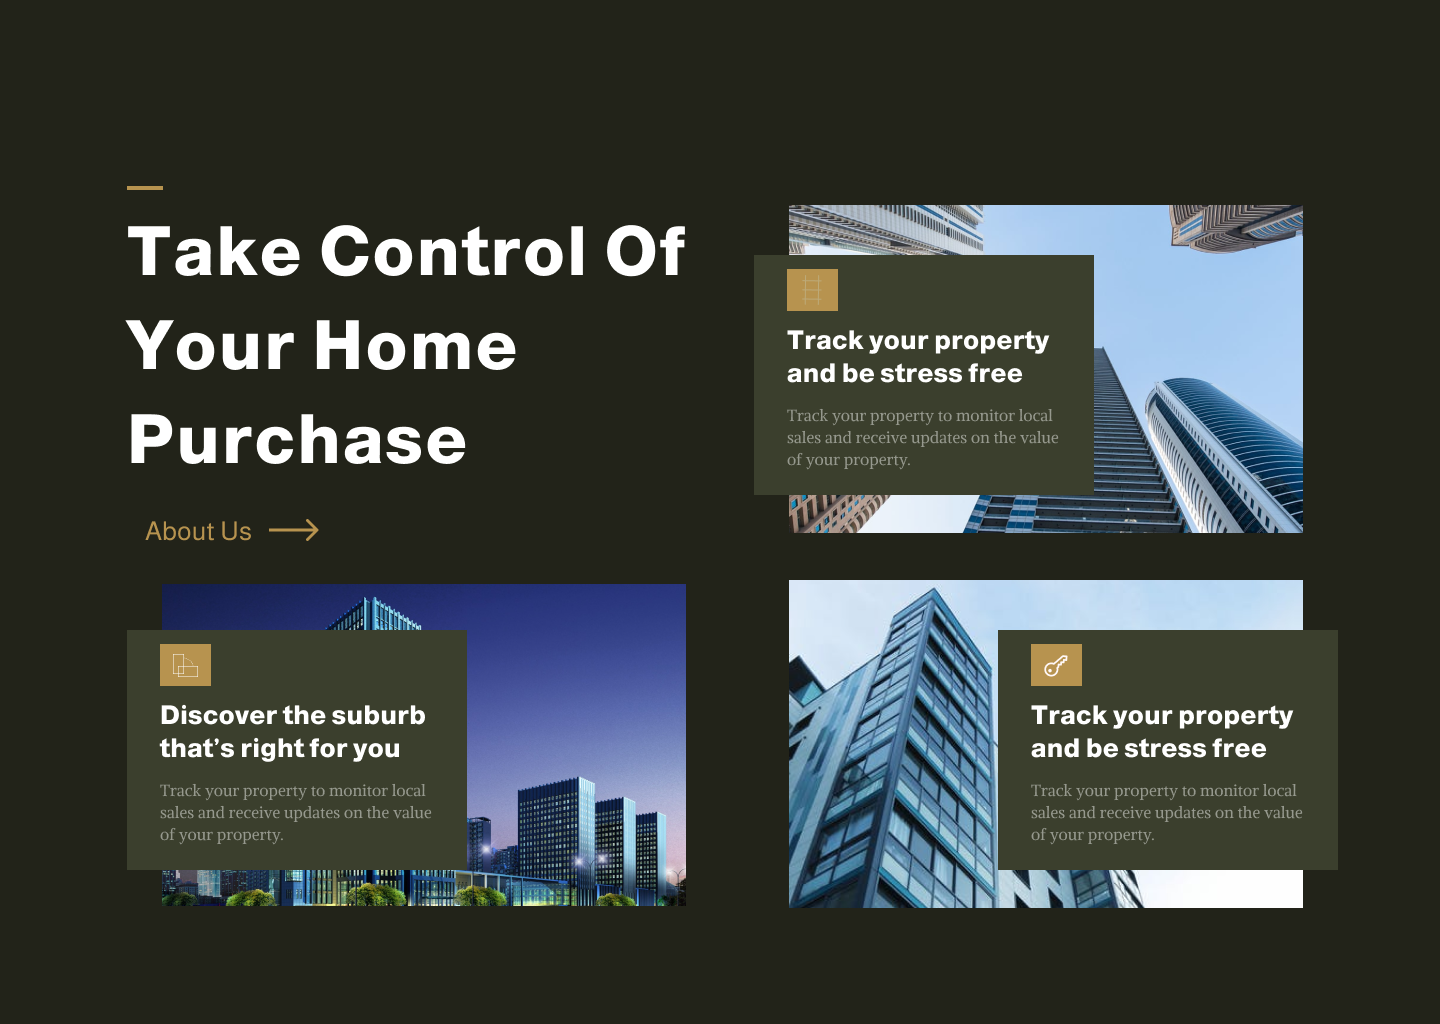 Take Control Of
Your Home
Purchase
About Us
Track your property
and be stress free
Track your property to monitor local
sales and receive updates on the value
of your property.
Discover the suburb
that’s right for you
Track your property to monitor local
sales and receive updates on the value
of your property.
Track your property
and be stress free
Track your property to monitor local
sales and receive updates on the value
of your property.